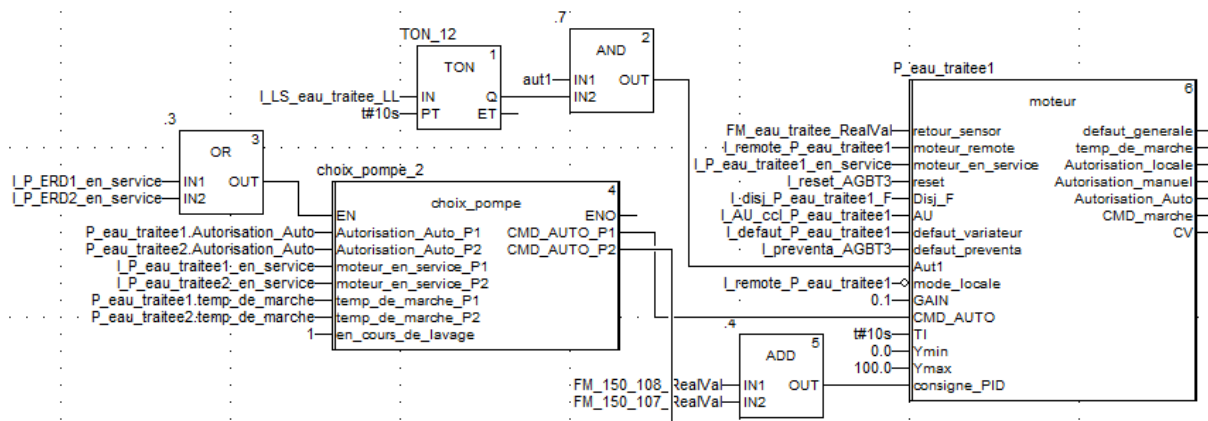 TON_12
1
TON
I_LS_eau_traitee_LL
IN
Q
t#10s
PT
ET
.7
2
AND
aut1
IN1
OUT
IN2
.3
3
OR
I_P_ERD1_en_service
IN1
OUT
I_P_ERD2_en_service
IN2
choix_pompe_2
4
choix_pompe
EN
ENO
P_eau_traitee1.Autorisation_Auto
Autorisation_Auto_P1
CMD_AUTO_P1
P_eau_traitee2.Autorisation_Auto
Autorisation_Auto_P2
CMD_AUTO_P2
I_P_eau_traitee1_en_service
moteur_en_service_P1
I_P_eau_traitee2_en_service
moteur_en_service_P2
P_eau_traitee1.temp_de_marche
temp_de_marche_P1
P_eau_traitee2.temp_de_marche
temp_de_marche_P2
1
en_cours_de_lavage
.4
5
ADD
FM_150_108_RealVal
IN1
OUT
FM_150_107_RealVal
IN2
P_eau_traitee1
6
moteur
FM_eau_traitee_RealVal
retour_sensor
defaut_generale
I_remote_P_eau_traitee1
moteur_remote
temp_de_marche
I_P_eau_traitee1_en_service
moteur_en_service
Autorisation_locale
I_reset_AGBT3
reset
Autorisation_manuel
I_disj_P_eau_traitee1_F
Disj_F
Autorisation_Auto
I_AU_ccl_P_eau_traitee1
AU
CMD_marche
I_defaut_P_eau_traitee1
defaut_variateur
CV
I_preventa_AGBT3
defaut_preventa
Aut1
I_remote_P_eau_traitee1
mode_locale
0.1
GAIN
CMD_AUTO
t#10s
TI
0.0
Ymin
100.0
Ymax
consigne_PID